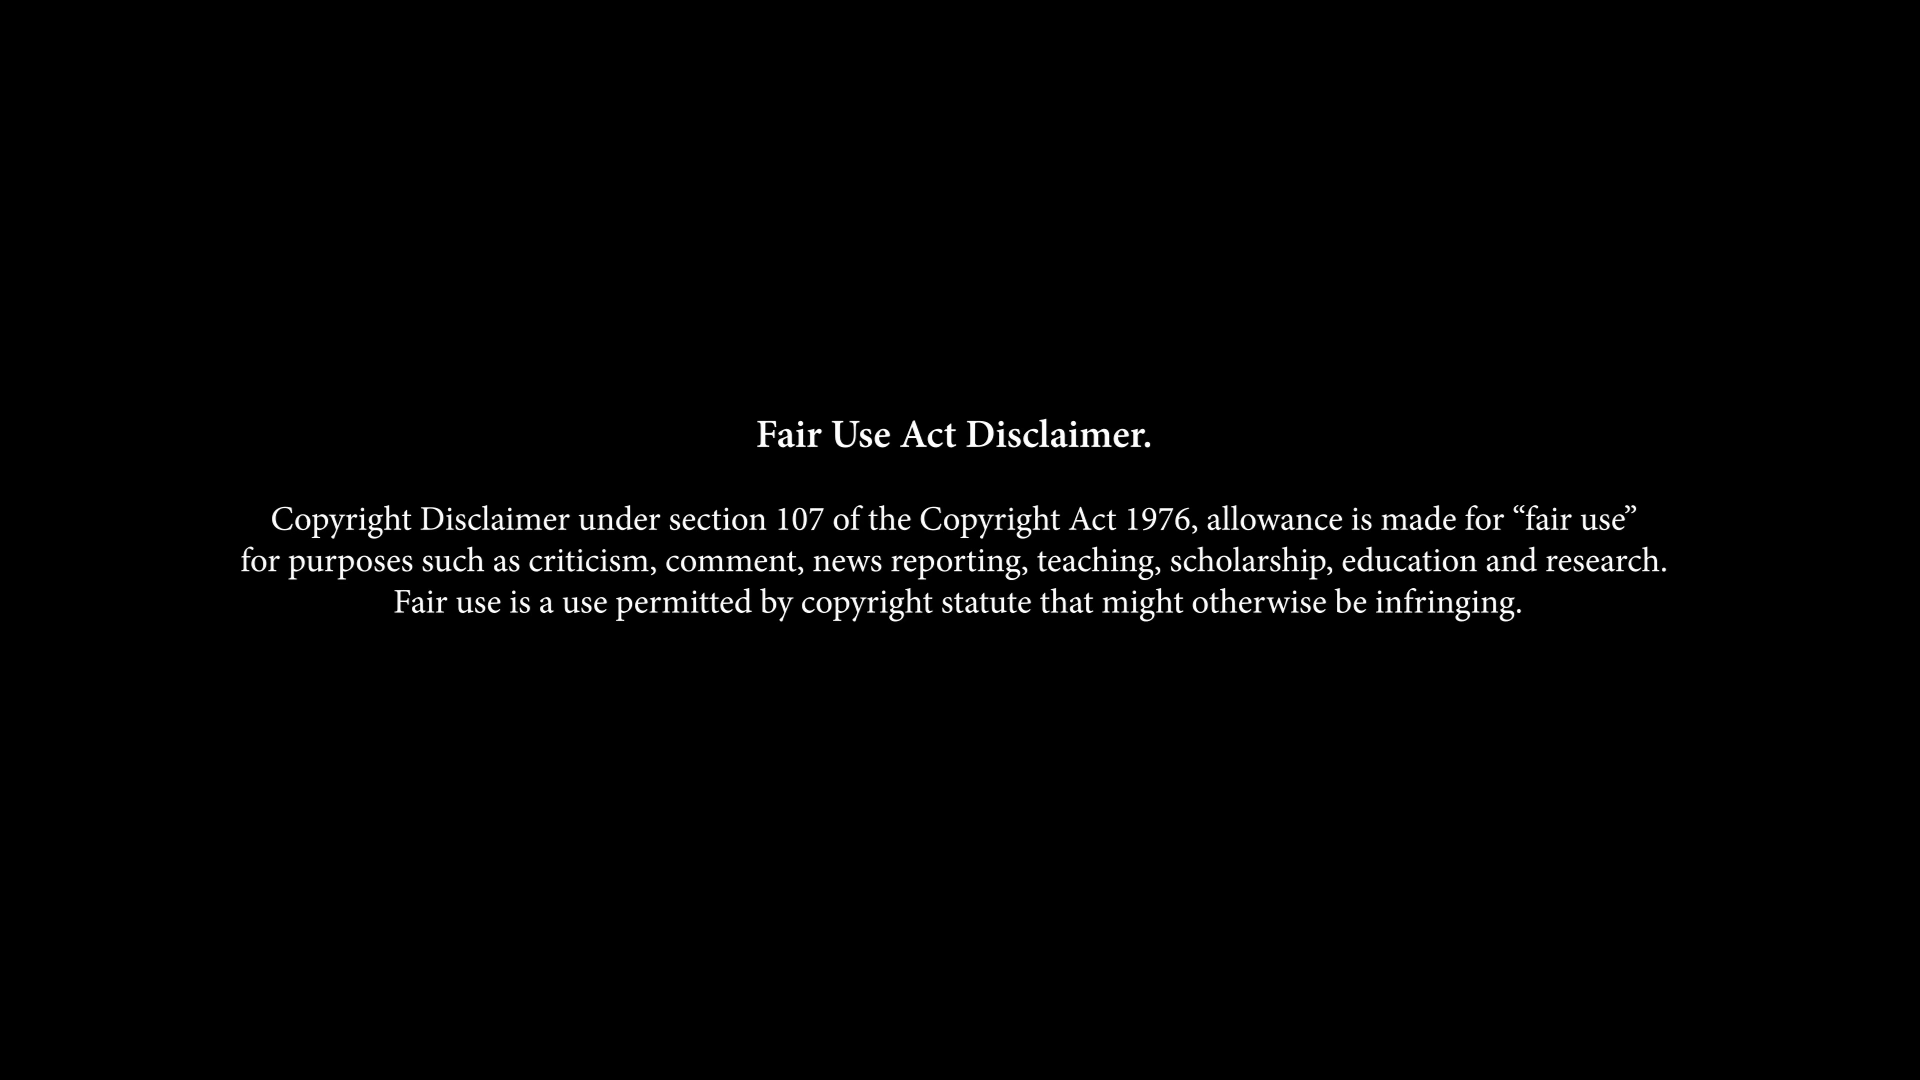 Fair Use Act Disclaimer.
Copyright Disclaimer under section 107 of the Copyright Act 1976, allowance is made for “fair use”
for purposes such as criticism, comment, news reporting, teaching, scholarship, education and research.
Fair use is a use permitted by copyright statute that might otherwise be infringing.